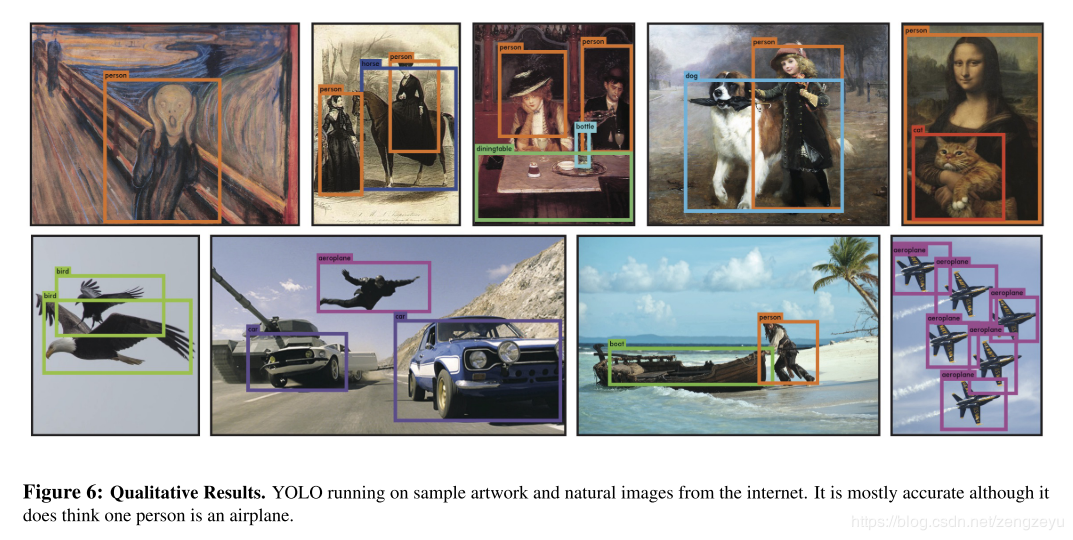 person
person
horse
person
person
person
bottle
diningtable
person
dog
person
cat
bird
bird
aeroplane
car
car
person
boat
aeroplane
aeroplane
aeroplane
aeroplane
aeroplane
aeroplane
Figure 6: Qualitative Results. YOLO running on sample artwork and natural images from the internet. It is mostly accurate although it
does think one person is an airplane.
https://blog.csdn.net/zengzeyu